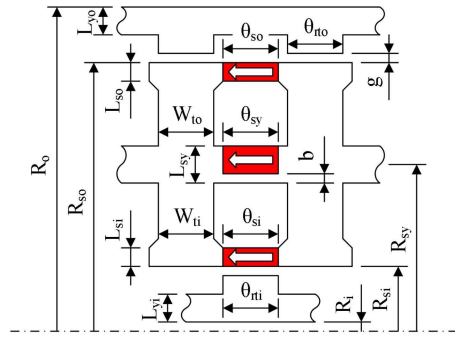 L_yo
θ_so
θ_rto
g
L_so
W_to
θ_sy
L_sy
b
R_o
R_so
R_sy
L_si
W_ti
θ_si
R_si
R_i
L_yi
θ_rti